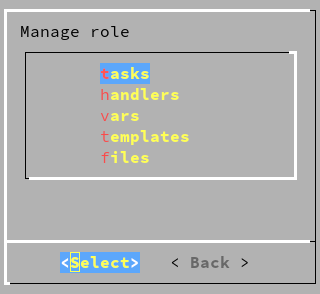 Manage role
tasks
handlers
vars
templates
files
<Select> < Back >